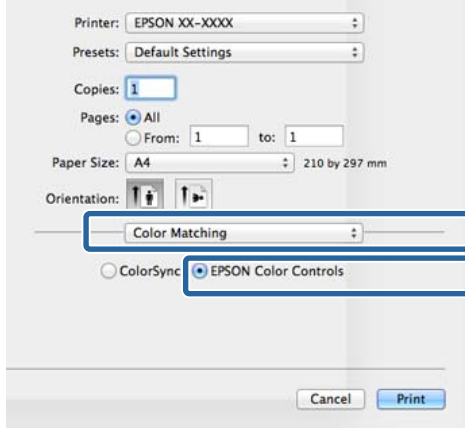 Printer: EPSON XX-XXXX
Presets: Default Settings
Copies: 1
Pages: All
From: 1 to: 1
Paper Size: A4 210 by 297 mm
Orientation:
Color Matching
ColorSync EPSON Color Controls
Cancel Print